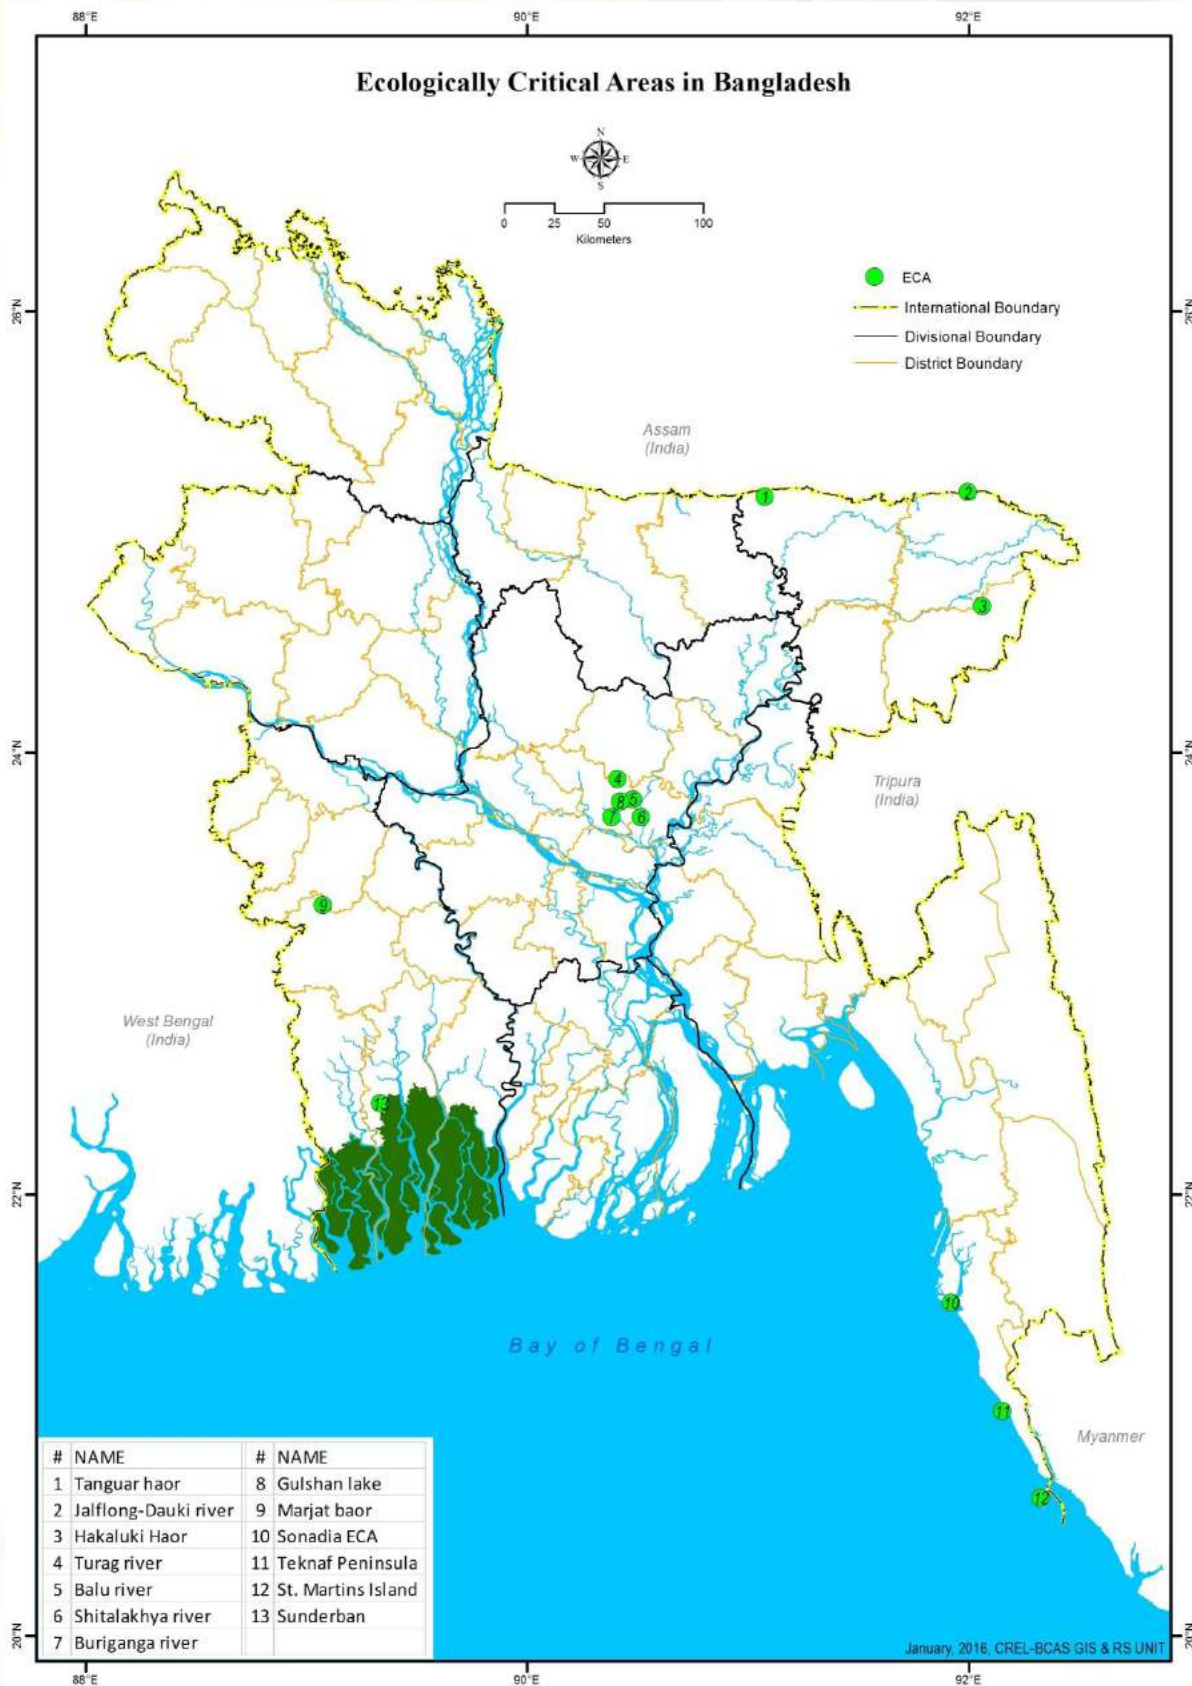 88°E 90°E 92°E
Ecologically Critical Areas in Bangladesh
N
W E
S
0 25 50 100
Kilometers
ECA
International Boundary
Divisional Boundary
District Boundary
26°N 26°N
Assam
(India)
1
2
3
24°N 24°N
Tripura
(India)
4
8 5
7 6
9
West Bengal
(India)
13
22°N 22°N
10
Bay of Bengal
11
Myanmer
12
# NAME # NAME
1 Tanguar haor 8 Gulshan lake
2 Jalflong-Dauki river 9 Marjat baor
3 Hakaluki Haor 10 Sonadia ECA
4 Turag river 11 Teknaf Peninsula
5 Balu river 12 St. Martins Island
6 Shitalakhya river 13 Sunderban
7 Buriganga river
20°N 20°N
January, 2016, CREL-BCAS GIS & RS UNIT
88°E 90°E 92°E